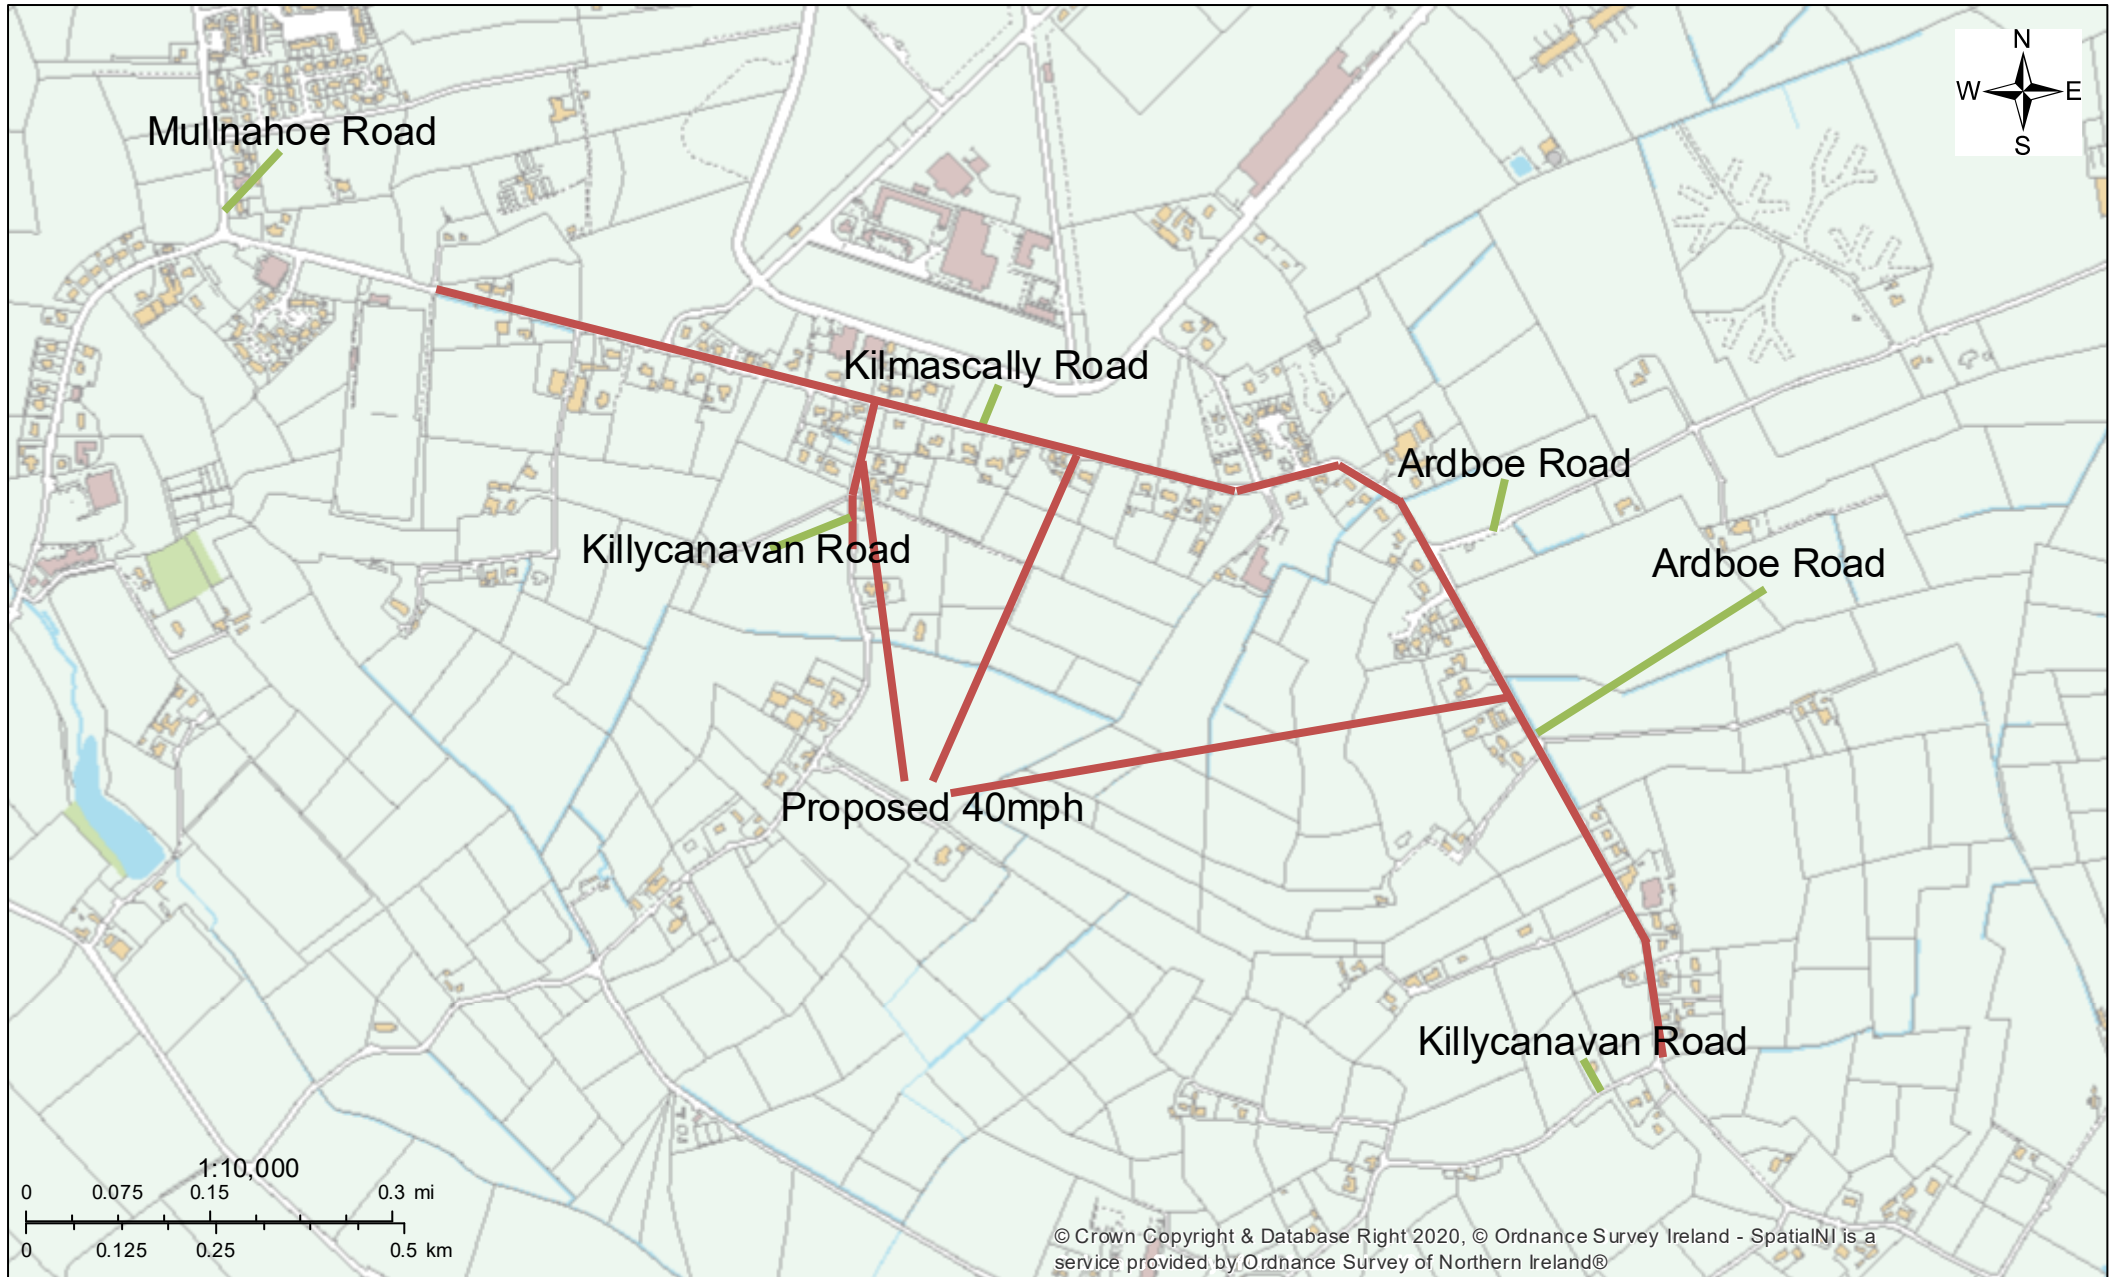 N
W E
S
Mullnahoe Road
Kilmascally Road
Ardboe Road
Killycanavan Road
Ardboe Road
Proposed 40mph
Killycanavan Road
1:10,000
0 0.075 0.15 0.3 mi
0 0.125 0.25 0.5 km
© Crown Copyright & Database Right 2020, © Ordnance Survey Ireland - SpatialNI is a
service provided by Ordnance Survey of Northern Ireland®